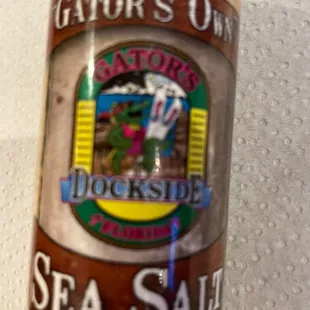 GATOR'S OWN
GATOR'S
DOCKSIDE
FLORIDA
SEA SALT